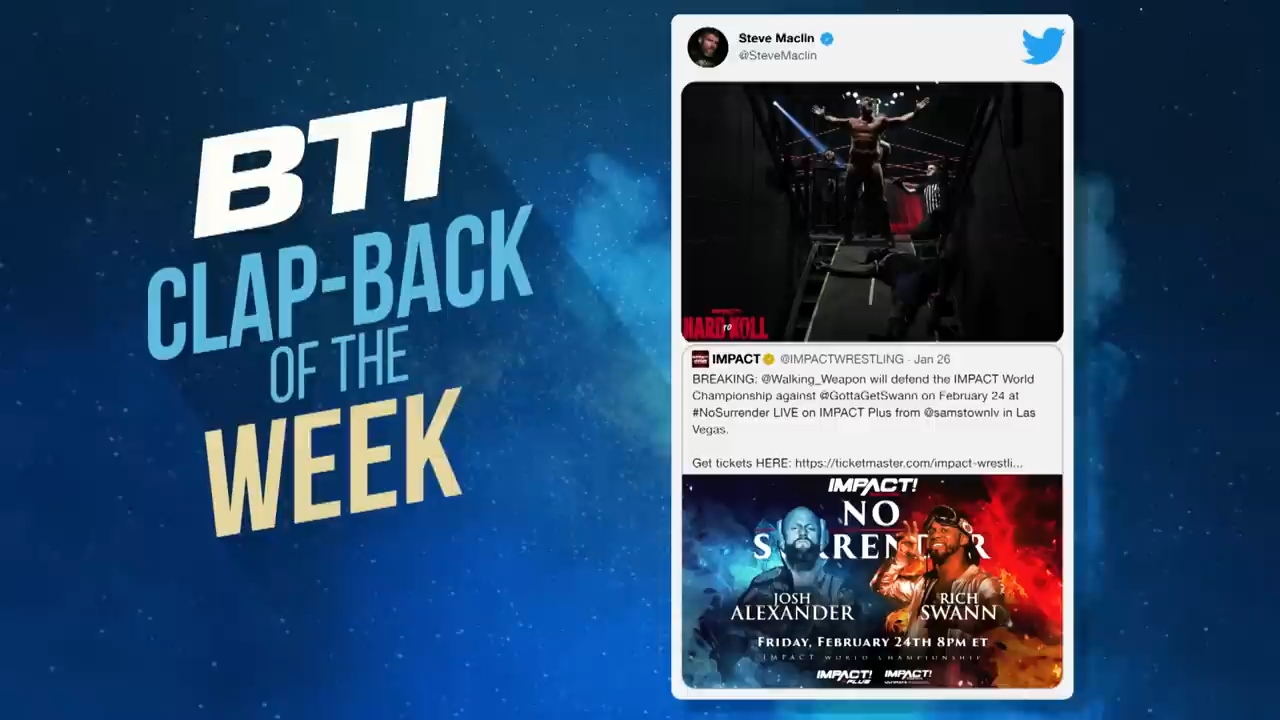 BTI
CLAP-BACK
OF THE
WEEK
Steve Maclin
@SteveMaclin
HARD TO KILL
IMPACT @IMPACTWRESTLING · Jan 26
BREAKING: @Walking_Weapon will defend the IMPACT World
Championship against @GottaGetSwann on February 24 at
#NoSurrender LIVE on IMPACT Plus from @samstownlv in Las
Vegas.
Get tickets HERE: https://ticketmaster.com/impact-wrestli...
IMPACT!
NO
SURRENDER
JOSH
ALEXANDER
RICH
SWANN
FRIDAY, FEBRUARY 24TH 8PM ET
IMPACT WORLD CHAMPIONSHIP
IMPACT!
PLUS
IMPACT!